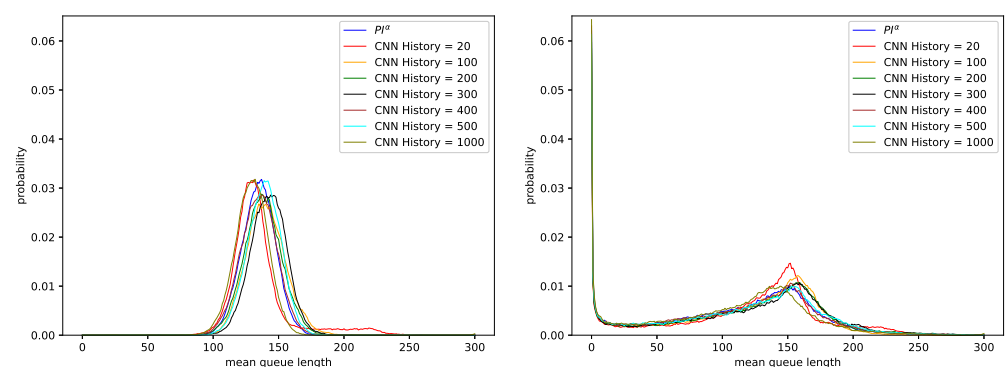 0.06
0.05
0.04
0.03
0.02
0.01
0.00
probability
0 50 100 150 200 250 300
mean queue length
PI^α
CNN History = 20
CNN History = 100
CNN History = 200
CNN History = 300
CNN History = 400
CNN History = 500
CNN History = 1000
0.06
0.05
0.04
0.03
0.02
0.01
0.00
probability
0 50 100 150 200 250 300
mean queue length
PI^α
CNN History = 20
CNN History = 100
CNN History = 200
CNN History = 300
CNN History = 400
CNN History = 500
CNN History = 1000